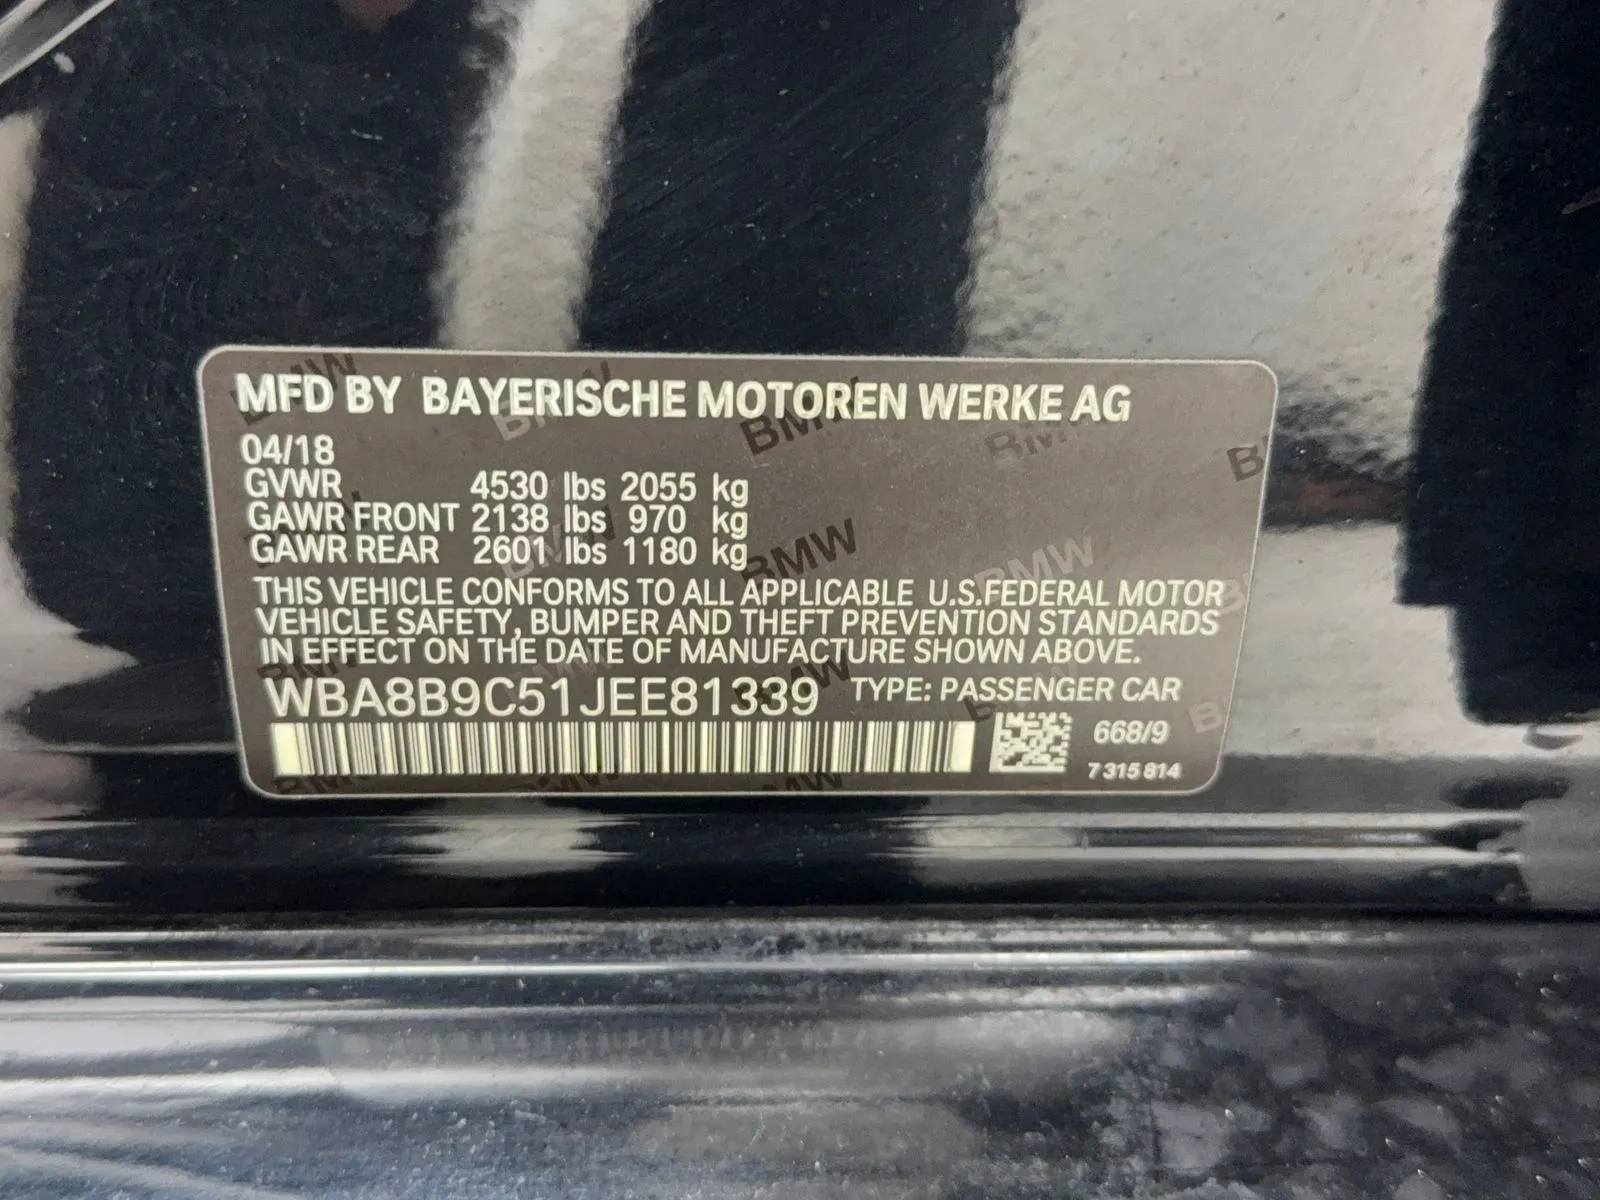 MFD BY BAYERISCHE MOTOREN WERKE AG
04/18
GVWR 4530 lbs 2055 kg
GAWR FRONT 2138 lbs 970 kg
GAWR REAR 2601 lbs 1180 kg
THIS VEHICLE CONFORMS TO ALL APPLICABLE U.S.FEDERAL MOTOR
VEHICLE SAFETY, BUMPER AND THEFT PREVENTION STANDARDS
IN EFFECT ON THE DATE OF MANUFACTURE SHOWN ABOVE.
WBA8B9C51JEE81339 TYPE: PASSENGER CAR
668/9
7 315 814